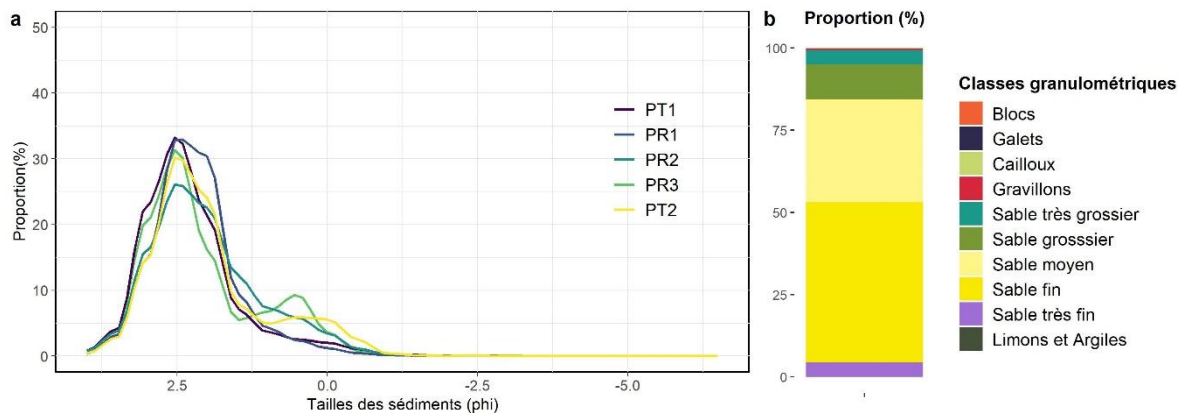 a
50
40
30
20
10
0
Proportion(%)
2.5
0.0
-2.5
-5.0
Tailles des sédiments (phi)
PT1
PR1
PR2
PR3
PT2
b
Proportion (%)
100
75
50
25
0
Classes granulométriques
Blocs
Galets
Cailloux
Gravillons
Sable très grossier
Sable grosssier
Sable moyen
Sable fin
Sable très fin
Limons et Argiles